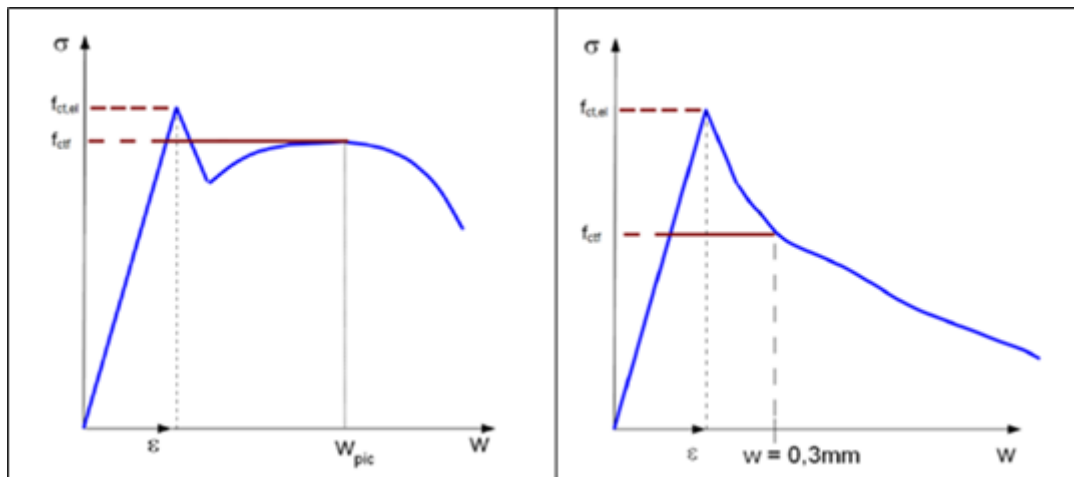 σ
f_ct,el
f_ctf
ε
w_pic
w
σ
f_ct,el
f_ctf
ε
w = 0,3mm
w